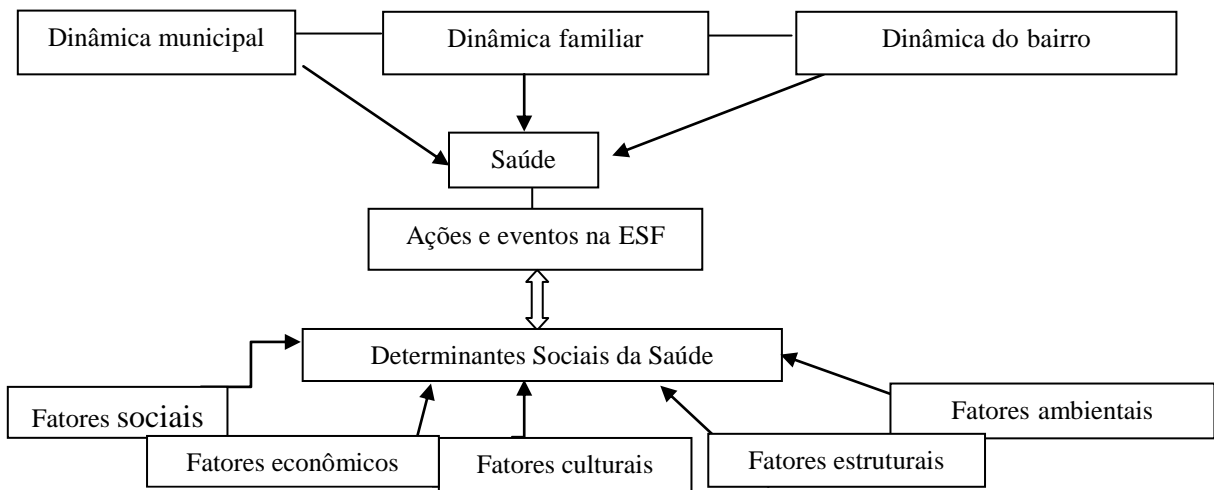 Dinâmica municipal
Dinâmica familiar
Dinâmica do bairro
Saúde
Ações e eventos na ESF
Determinantes Sociais da Saúde
Fatores sociais
Fatores econômicos
Fatores culturais
Fatores estruturais
Fatores ambientais